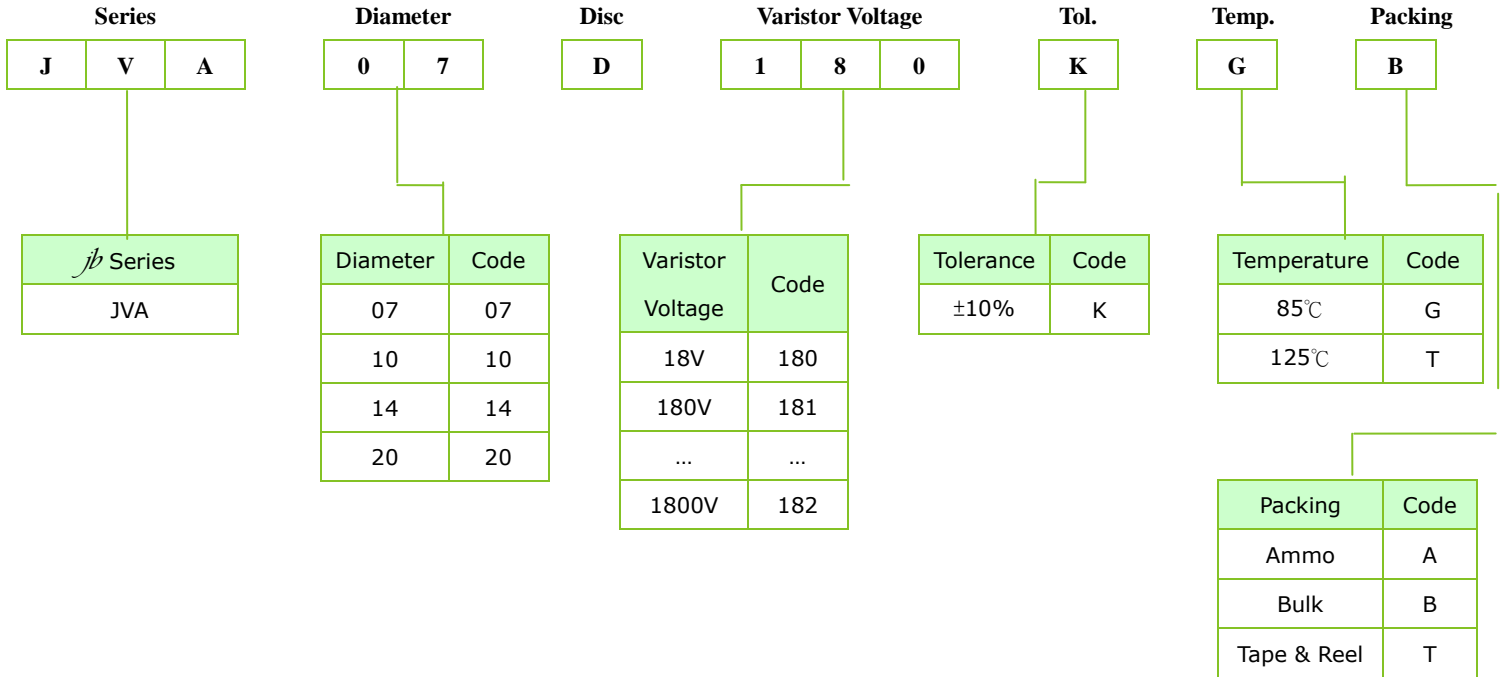 Series Diameter Disc Varistor Voltage Tol. Temp. Packing
J V A 0 7 D 1 8 0 K G B
jb Series
JVA
Diameter Code
07 07
10 10
14 14
20 20
Varistor Voltage Code
18V 180
180V 181
... ...
1800V 182
Tolerance Code
±10% K
Temperature Code
85℃ G
125℃ T
Packing Code
Ammo A
Bulk B
Tape & Reel T